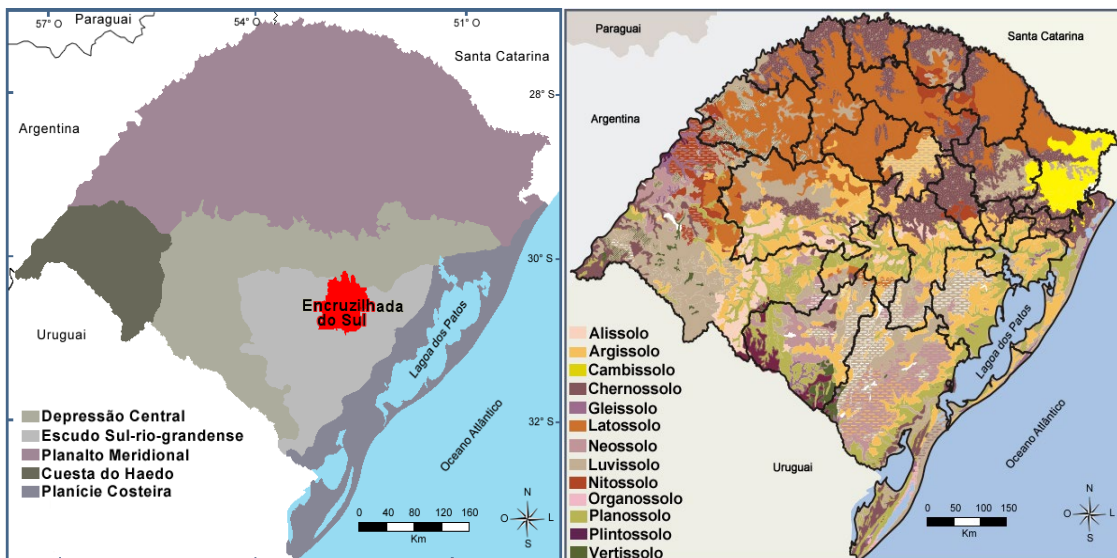 57° O
54° O
51° O
Paraguai
Santa Catarina
28° S
Argentina
30° S
Encruzilhada
do Sul
Uruguai
Lagoa dos Patos
32° S
Oceano Atlântico
Depressão Central
Escudo Sul-rio-grandense
Planalto Meridional
Cuesta do Haedo
Planície Costeira
0 40 80 120 160
Km
N
O L
S
Paraguai
Santa Catarina
Argentina
Lagoa dos Patos
Oceano Atlântico
Uruguai
Alissolo
Argissolo
Cambissolo
Chernossolo
Gleissolo
Latossolo
Neossolo
Luvissolo
Nitossolo
Organossolo
Planossolo
Plintossolo
Vertissolo
0 50 100 150
Km
N
O L
S